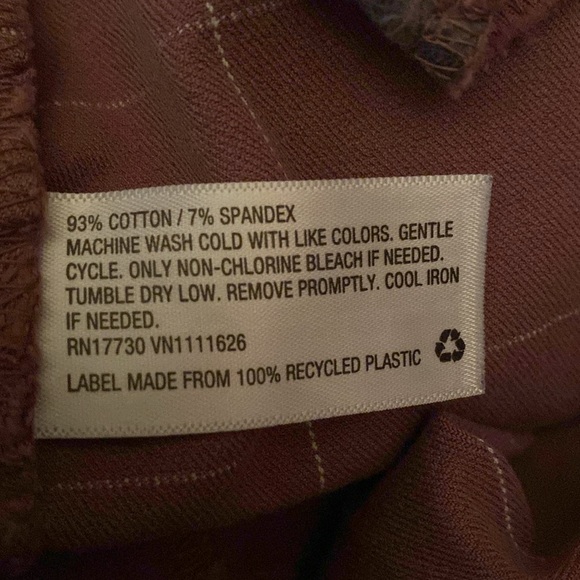 93% COTTON / 7% SPANDEX
MACHINE WASH COLD WITH LIKE COLORS. GENTLE
CYCLE. ONLY NON-CHLORINE BLEACH IF NEEDED.
TUMBLE DRY LOW. REMOVE PROMPTLY. COOL IRON
IF NEEDED.
RN17730 VN1111626
LABEL MADE FROM 100% RECYCLED PLASTIC